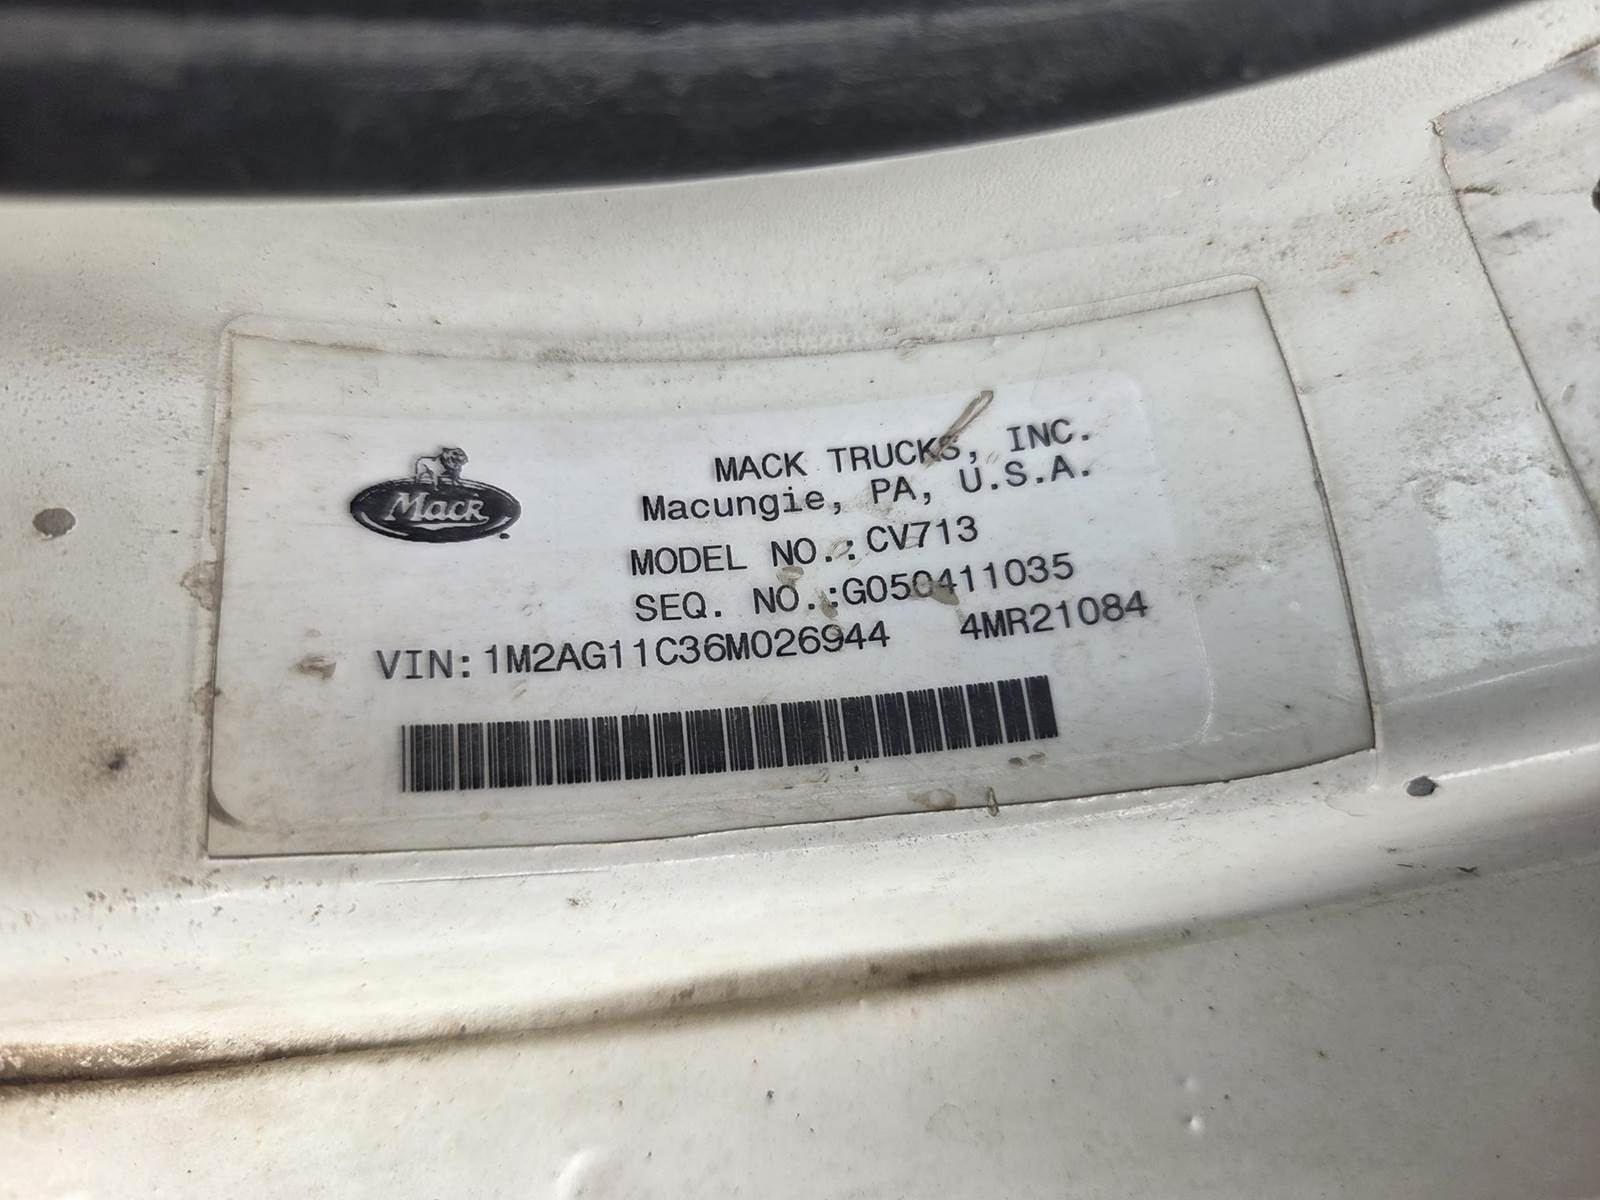 Mack
MACK TRUCKS, INC.
Macungie, PA, U.S.A.
MODEL NO.:CV713
SEQ. NO.:G050411035
VIN:1M2AG11C36M026944 4MR21084